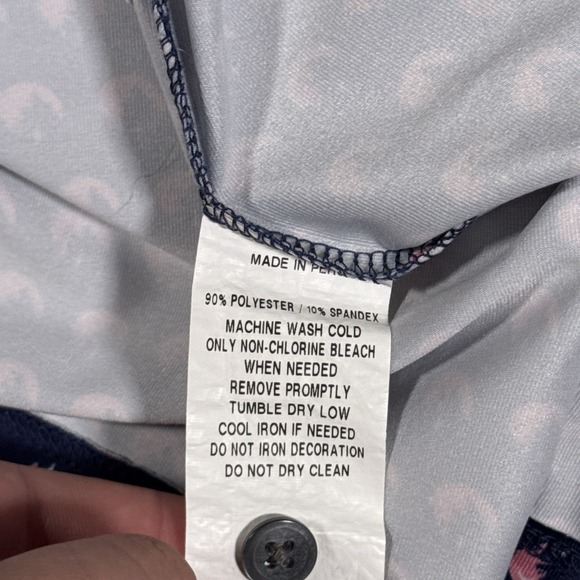 MADE IN
90% POLYESTER / 10% SPANDEX
MACHINE WASH COLD
ONLY NON-CHLORINE BLEACH
WHEN NEEDED
REMOVE PROMPTLY
TUMBLE DRY LOW
COOL IRON IF NEEDED
DO NOT IRON DECORATION
DO NOT DRY CLEAN